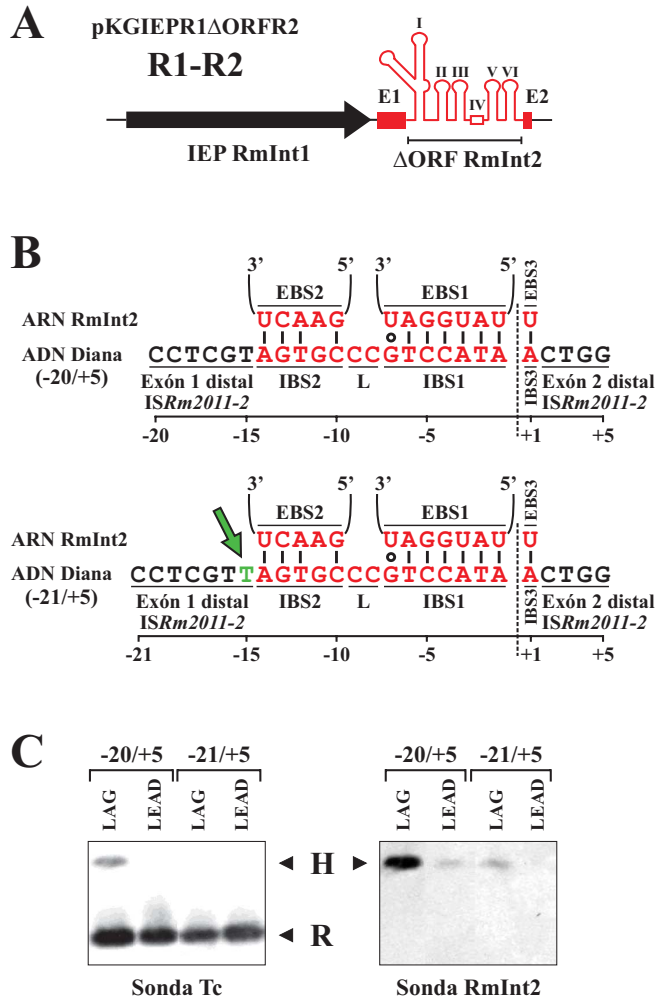 A
pKGIEPR1ΔORFR2
R1-R2
I
II III IV V VI
E1 E2
IEP RmInt1
ΔORF RmInt2
B
3' 5' 3' 5'
EBS2 EBS1 EBS3
ARN RmInt2 UCAAG UAGGUAU U
ADN Diana CCTCGTAGTGCCCGTCCATA ACTGG
(-20/+5)
Exón 1 distal IBS2 L IBS1 IBS3 Exón 2 distal
ISRm2011-2 ISRm2011-2
-20 -15 -10 -5 +1 +5
3' 5' 3' 5'
EBS2 EBS1 EBS3
ARN RmInt2 UCAAG UAGGUAU U
ADN Diana CCTCGTTAGTGCCCGTCCATA ACTGG
(-21/+5)
Exón 1 distal IBS2 L IBS1 IBS3 Exón 2 distal
ISRm2011-2 ISRm2011-2
-21 -15 -10 -5 +1 +5
C
-20/+5 -21/+5 -20/+5 -21/+5
LAG LEAD LAG LEAD LAG LEAD LAG LEAD
H
R
Sonda Tc Sonda RmInt2